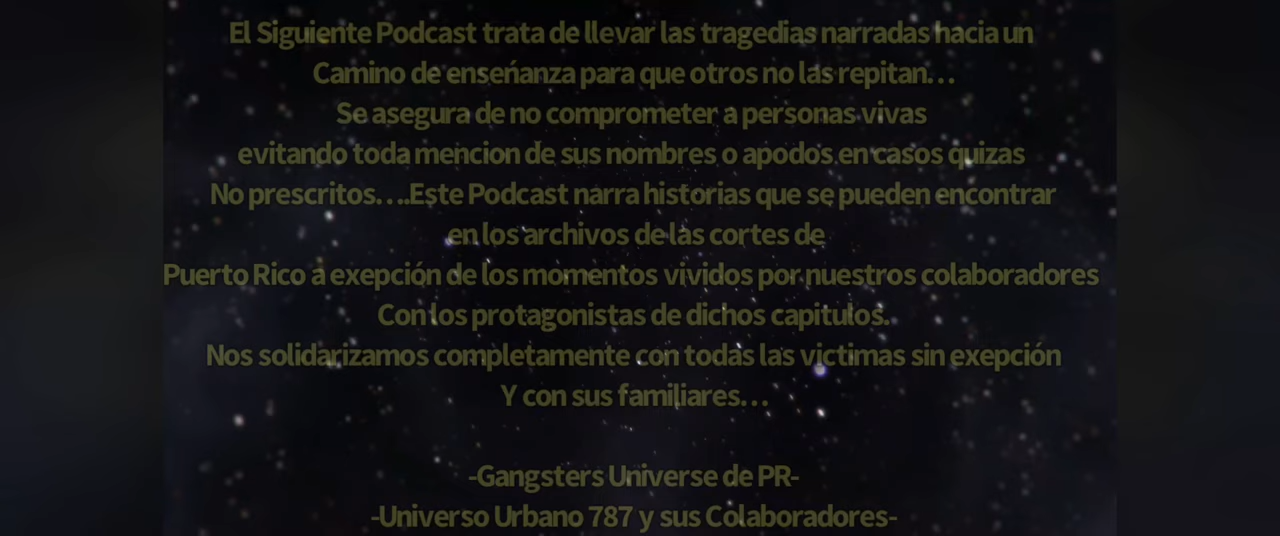 El Siguiente Podcast trata de llevar las tragedias narradas hacia un
Camino de enseńanza para que otros no las repitan...
Se asegura de no comprometer a personas vivas
evitando toda mencion de sus nombres o apodos en casos quizas
No prescritos....Este Podcast narra historias que se pueden encontrar
en los archivos de las cortes de
Puerto Rico a exepción de los momentos vividos por nuestros colaboradores
Con los protagonistas de dichos capitulos.
Nos solidarizamos completamente con todas las victimas sin exepción
Y con sus familiares...
-Gangsters Universe de PR-
-Universo Urbano 787 y sus Colaboradores-